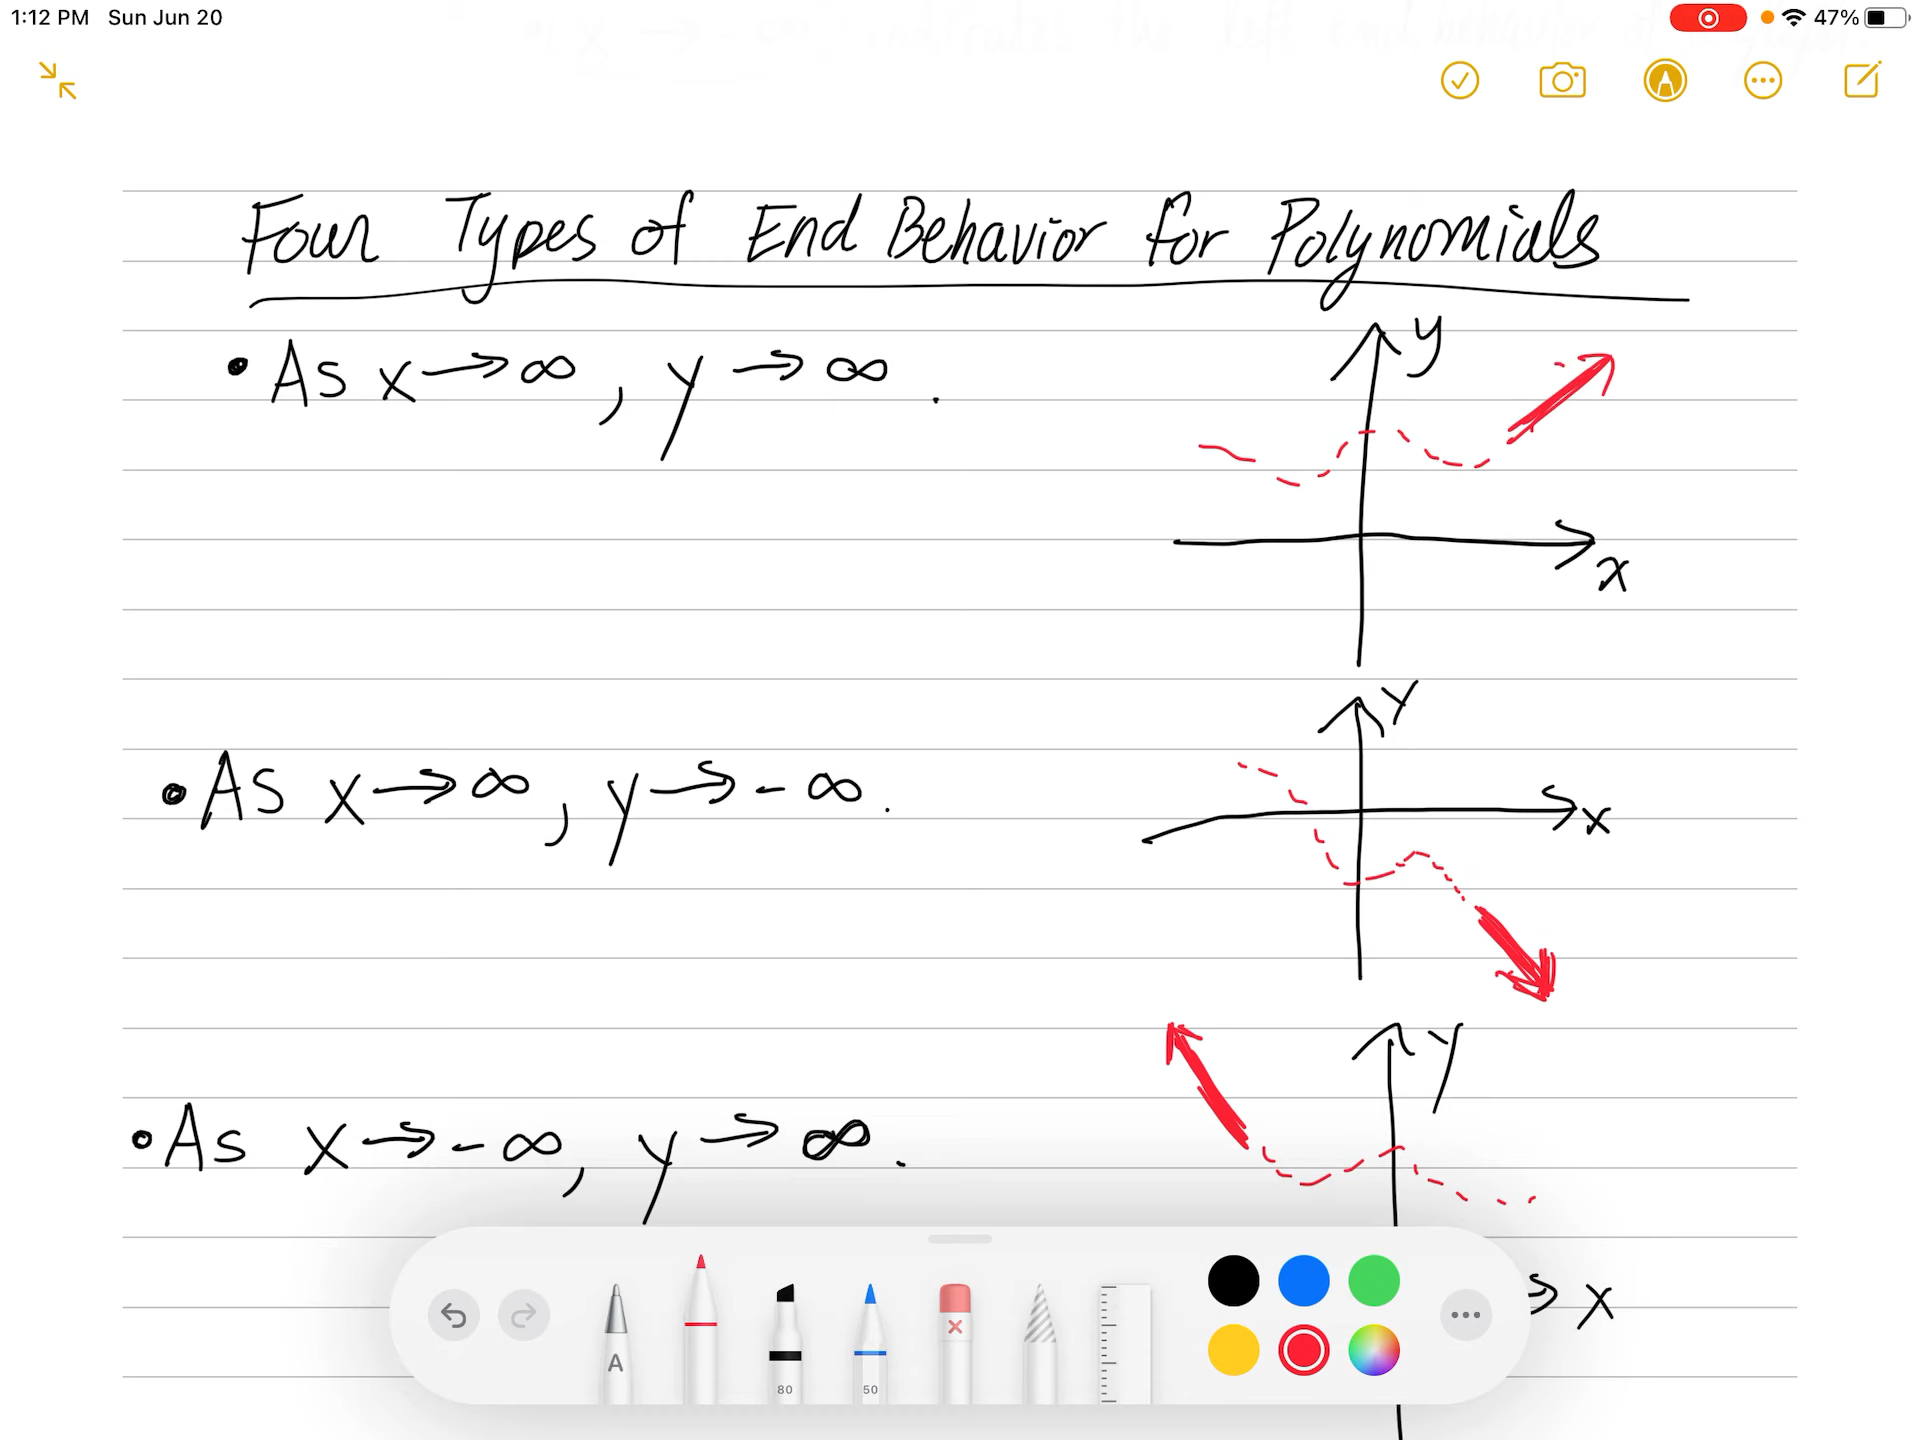 1:12 PM Sun Jun 20
47%
Four Types of End Behavior for Polynomials
• As x → ∞, y → ∞.
y
x
• As x → ∞, y → - ∞.
y
x
• As x → - ∞, y → ∞.
y
x
A
80
50